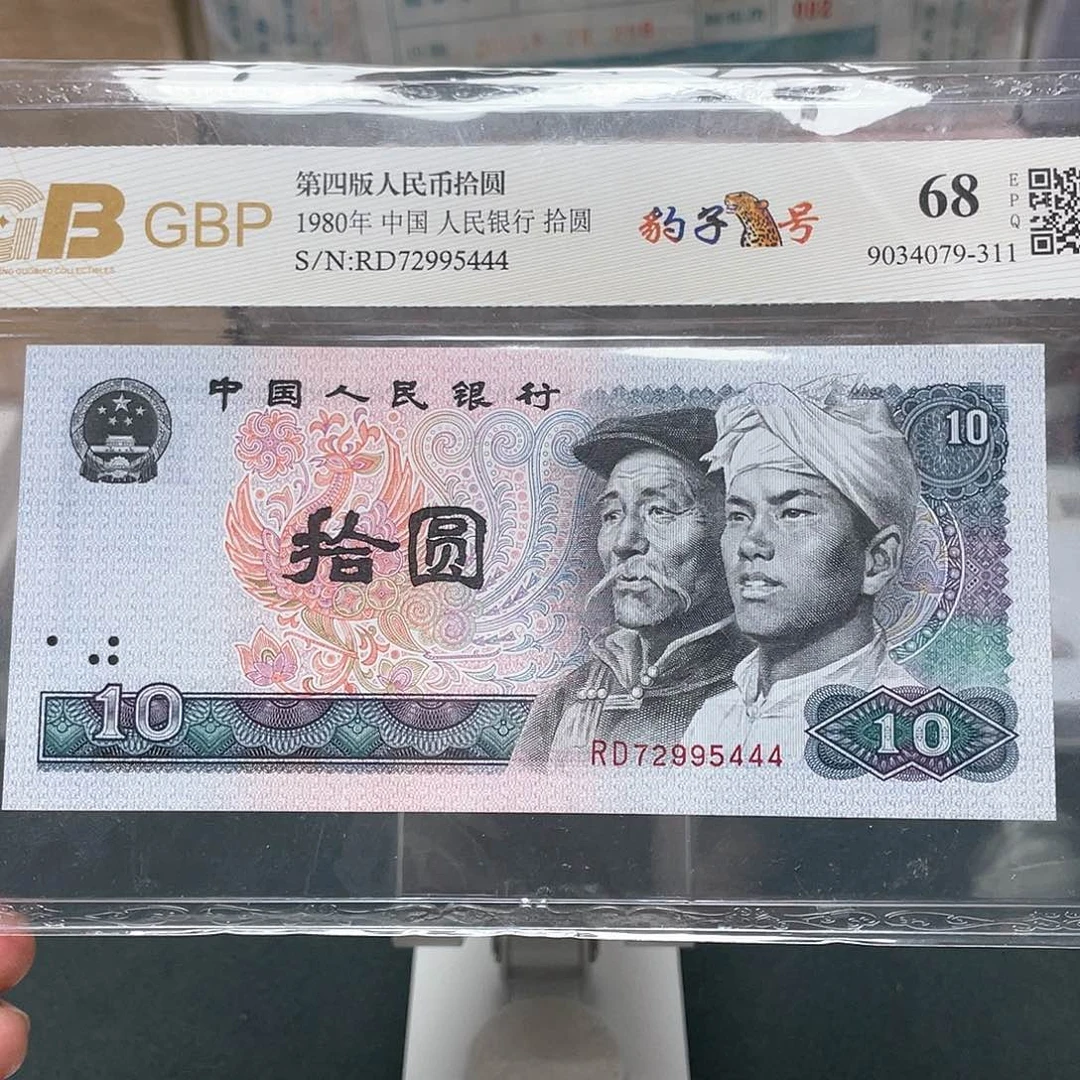 002
GB GBP
第四版人民币拾圆
1980年 中国 人民银行 拾圆
S/N:RD72995444
豹子号
68
EPQ
9034079-311
中国人民银行
10
拾圆
10
RD72995444
10